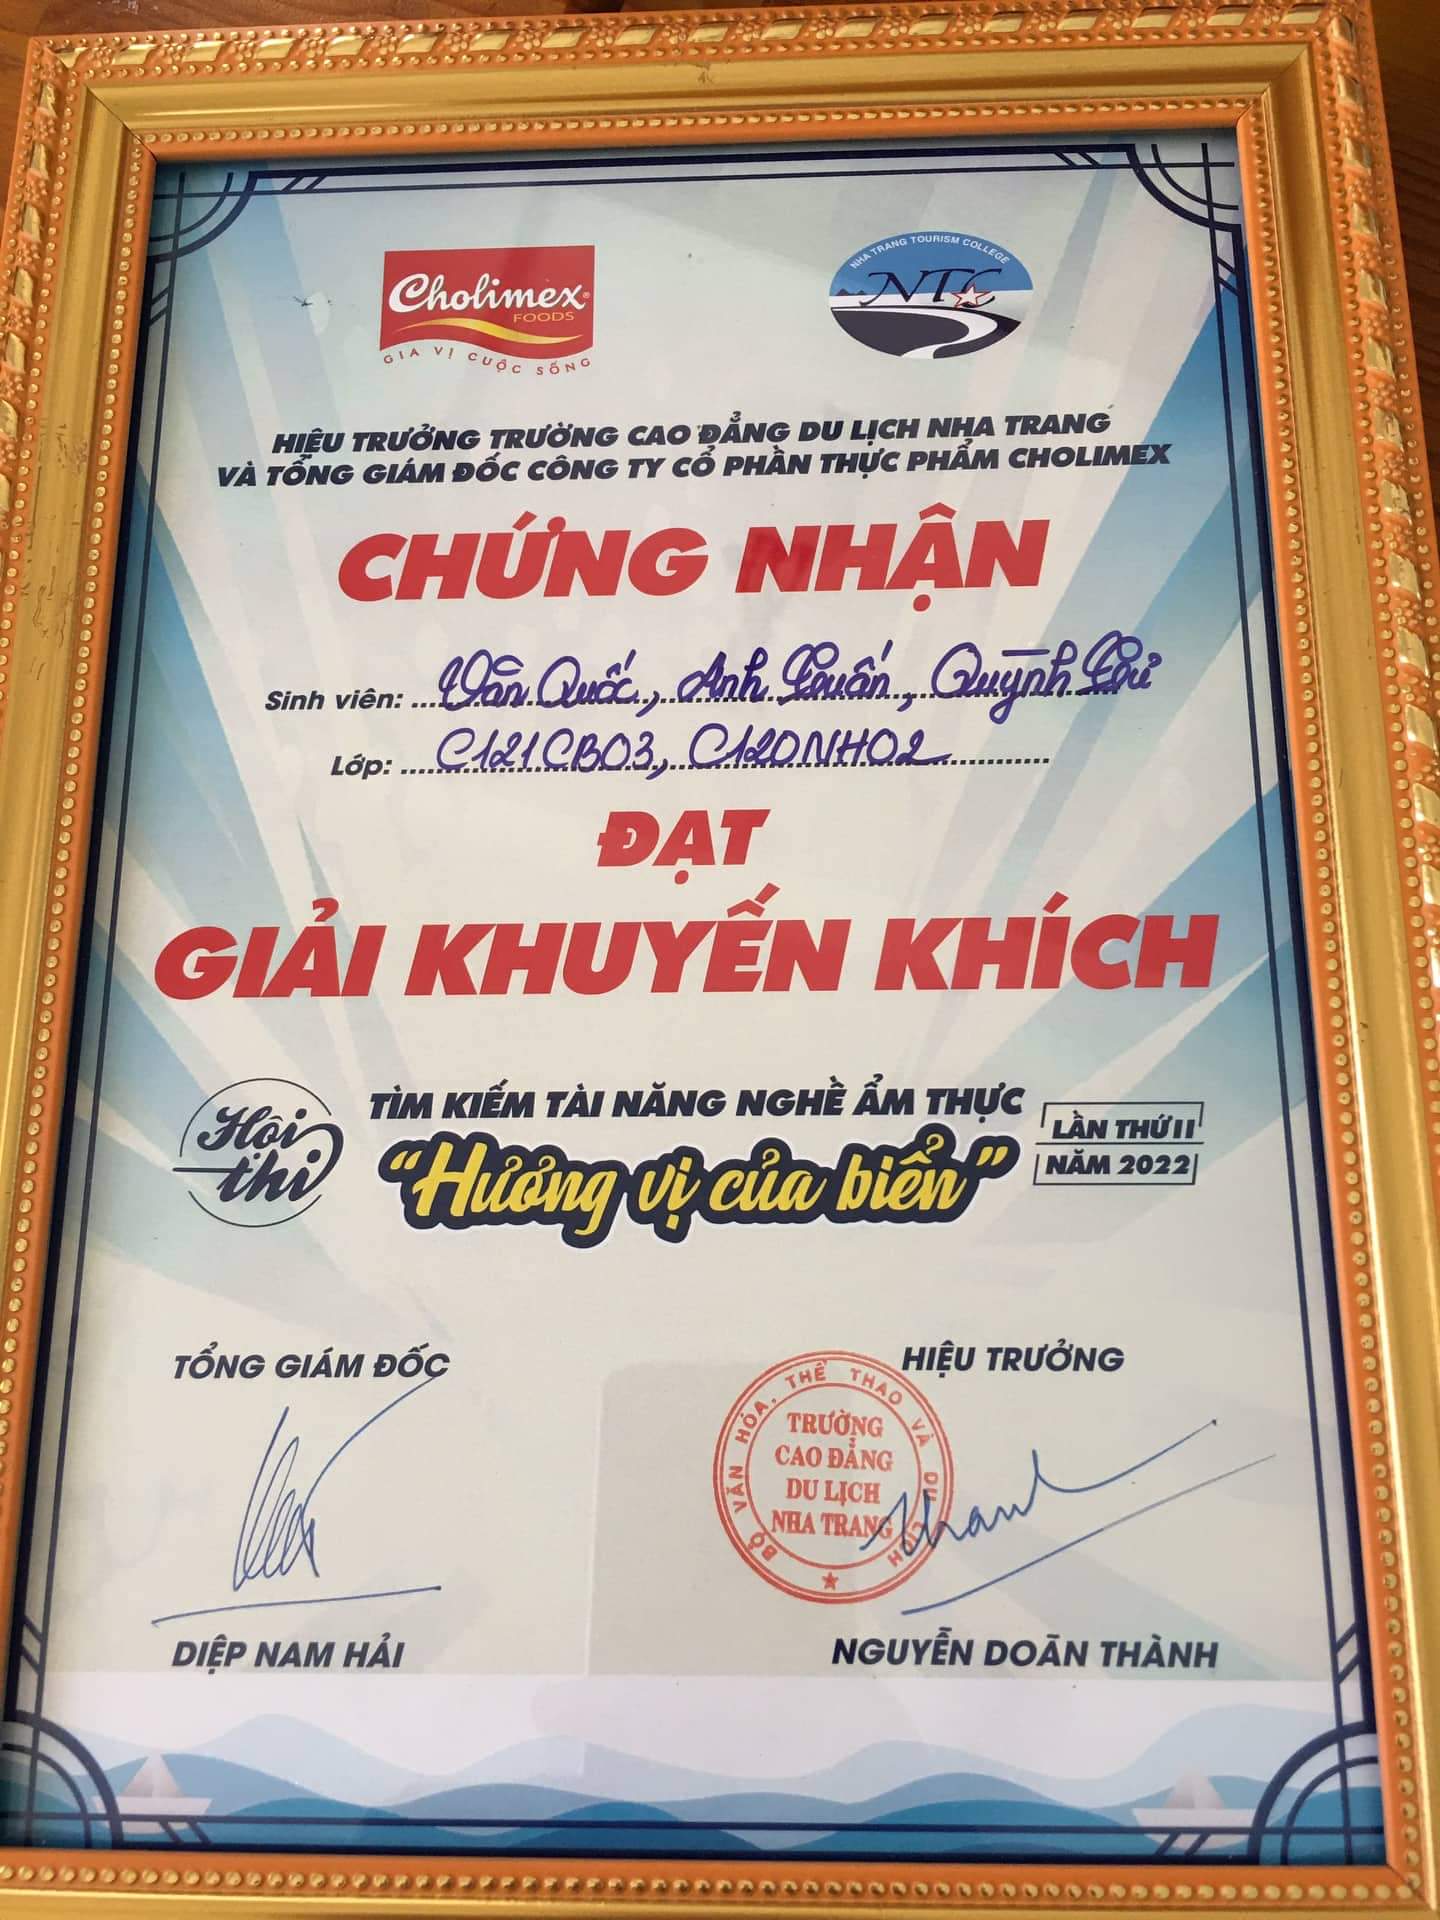 Cholimex
FOODS
GIA VỊ CUỘC SỐNG
NHA TRANG TOURISM COLLEGE
NTC
HIỆU TRƯỞNG TRƯỜNG CAO ĐẲNG DU LỊCH NHA TRANG
VÀ TỔNG GIÁM ĐỐC CÔNG TY CỔ PHẦN THỰC PHẨM CHOLIMEX
CHỨNG NHẬN
Sinh viên: Văn Quốc, Anh Tuấn, Quỳnh Thư
Lớp: C121CB03, C120NH02
ĐẠT
GIẢI KHUYẾN KHÍCH
Hội thi
TÌM KIẾM TÀI NĂNG NGHỀ ẨM THỰC
"Hương vị của biển"
LẦN THỨ II
NĂM 2022
TỔNG GIÁM ĐỐC
HIỆU TRƯỞNG
BỘ VĂN HÓA, THỂ THAO VÀ DU LỊCH
TRƯỜNG
CAO ĐẲNG
DU LỊCH
NHA TRANG
Thanh
DIỆP NAM HẢI
NGUYỄN DOÃN THÀNH